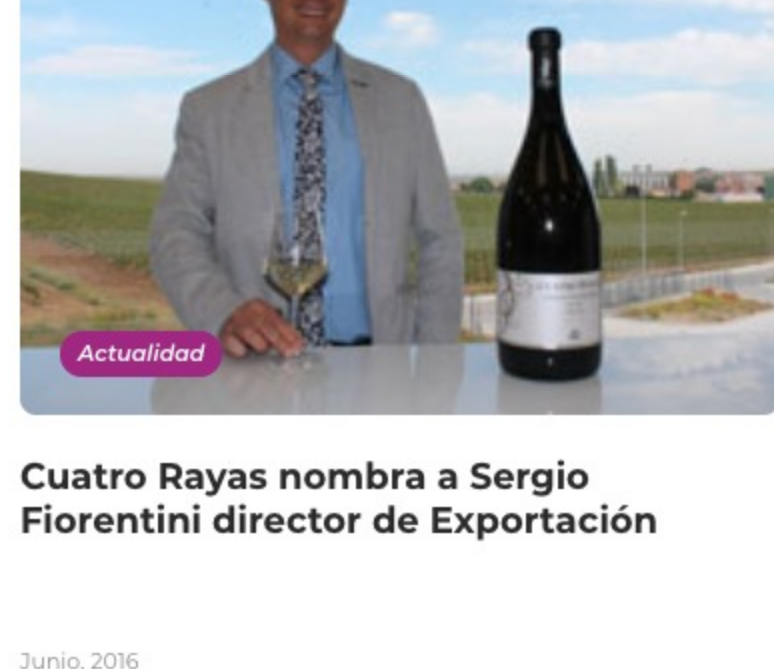 Actualidad
Cuatro Rayas nombra a Sergio
Fiorentini director de Exportación
Junio, 2016